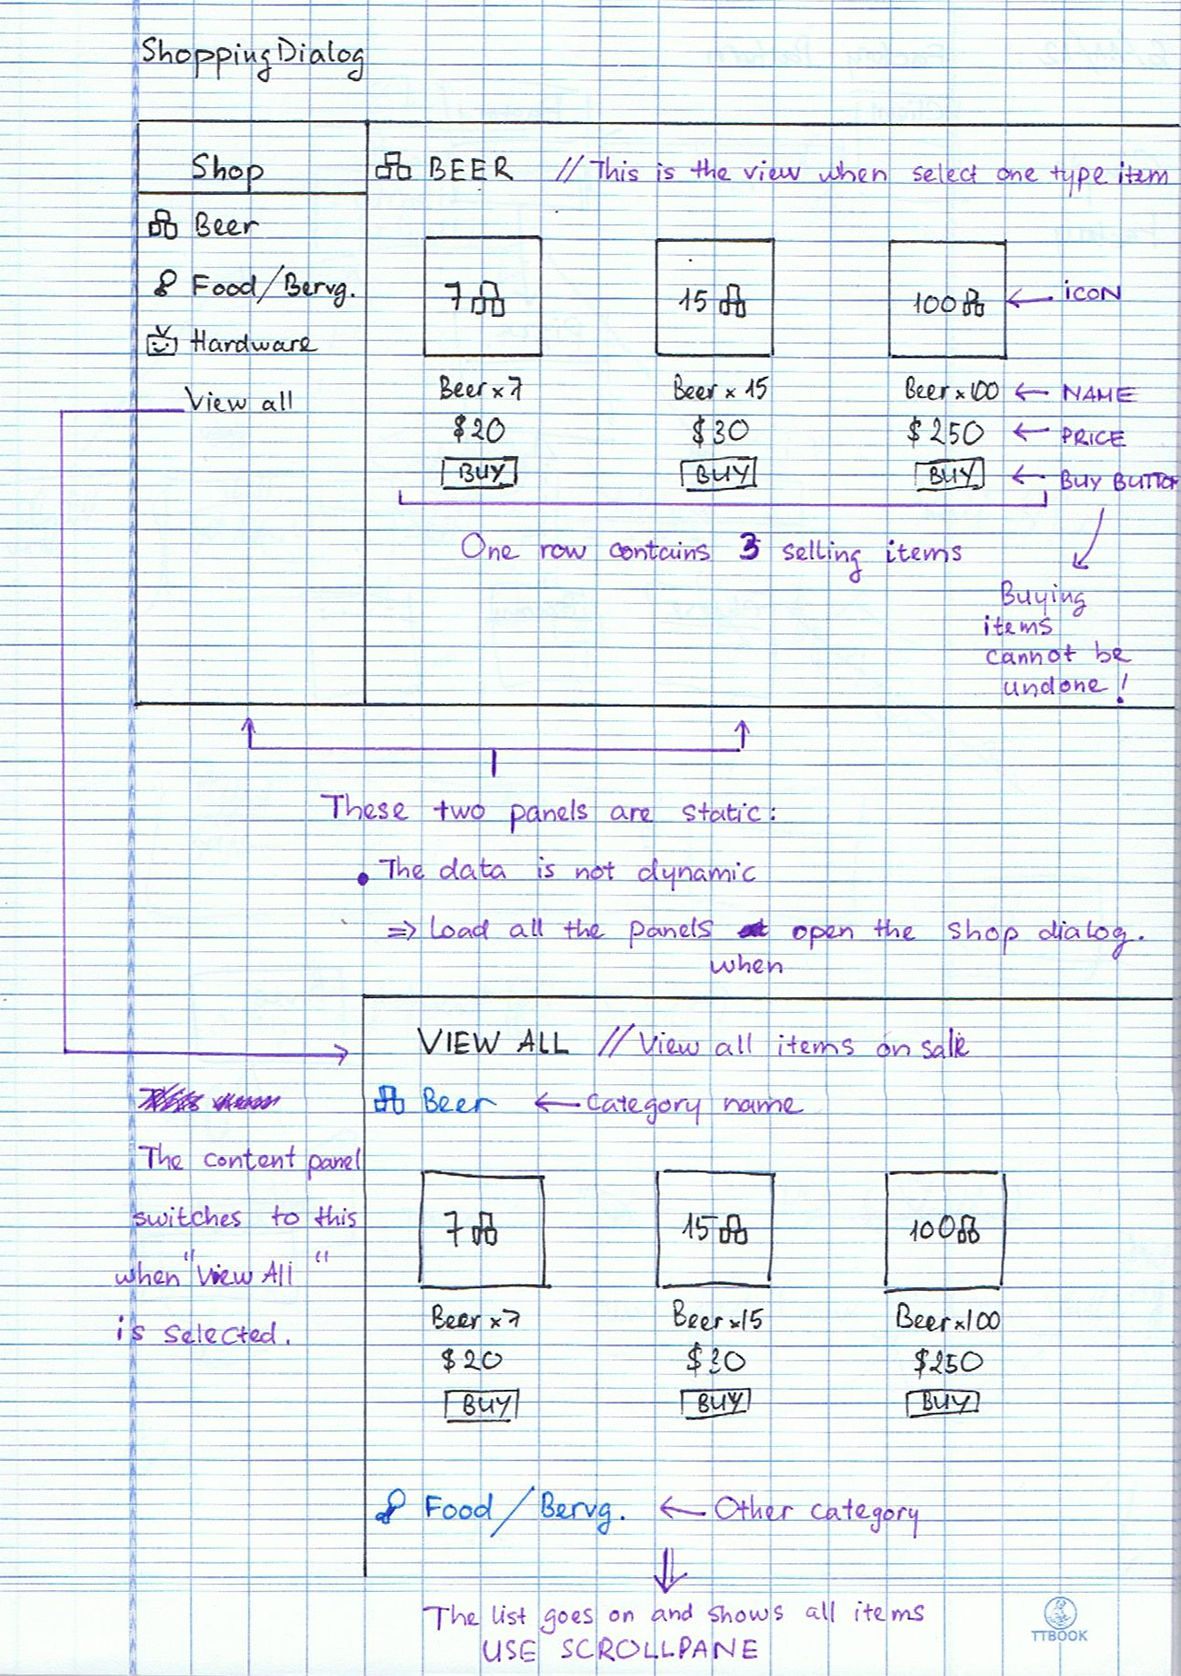 ShoppingDialog
Shop
BEER // This is the view when select one type item
Beer
Food/Bervg.
Hardware
View all
7
15
100
← ICON
Beer x 7
Beer x 15
Beer x 100
← NAME
$20
$30
$250
← PRICE
BUY
BUY
BUY
← BUY BUTTON
One row contains 3 selling items
Buying
items
cannot be
undone!
These two panels are static:
• The data is not dynamic
⇒ Load all the panels when open the shop dialog.
VIEW ALL // View all items on sale
Beer ← Category name
The content panel
switches to this
when "View All"
is selected.
7
15
100
Beer x 7
Beer x 15
Beer x 100
$20
$30
$250
BUY
BUY
BUY
Food / Bervg. ← Other category
The list goes on and shows all items
USE SCROLLPANE
TTBOOK